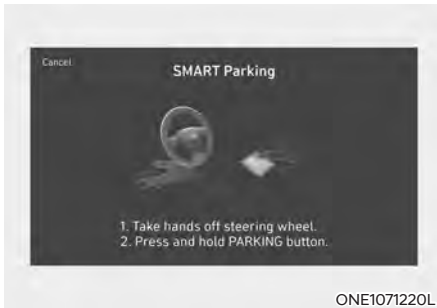 Cancel
SMART Parking
1. Take hands off steering wheel.
2. Press and hold PARKING button.
ONE1071220L